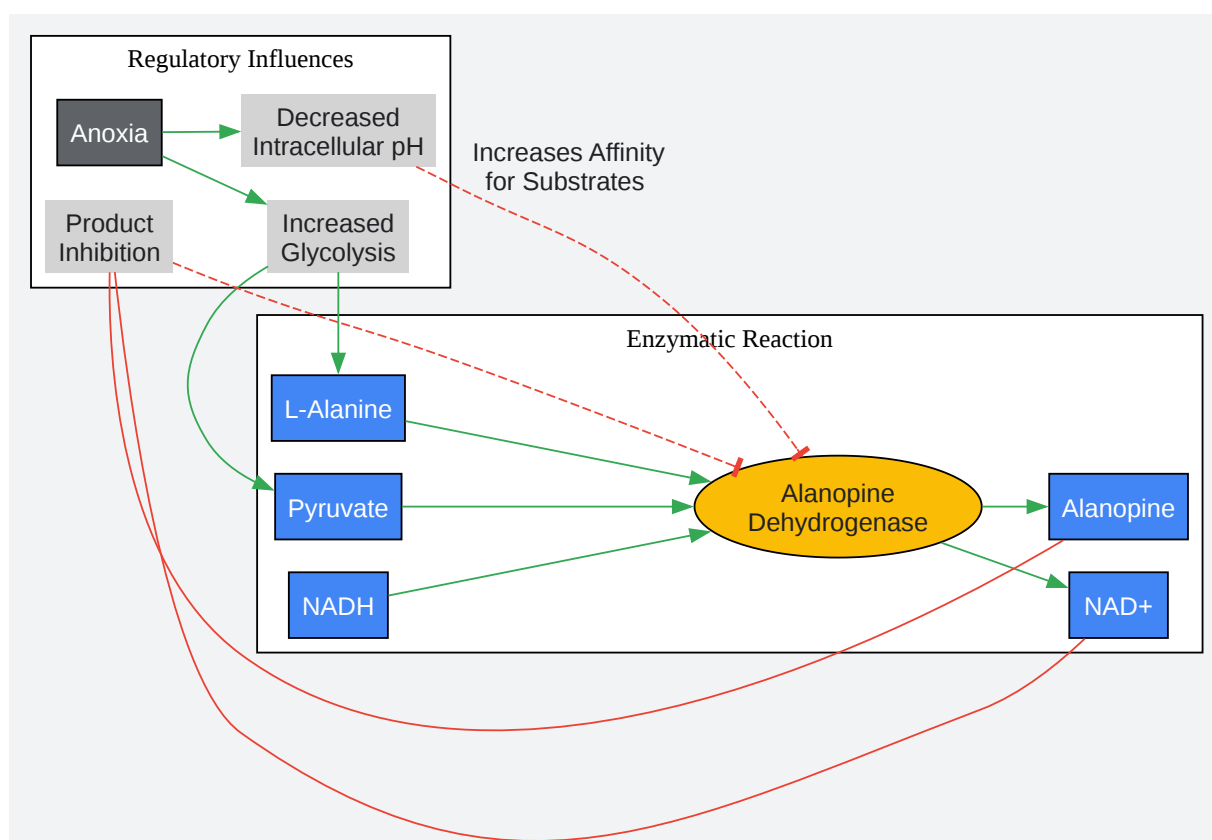 Regulatory Influences
Anoxia
Decreased
Intracellular pH
Increases Affinity
for Substrates
Product
Inhibition
Increased
Glycolysis
Enzymatic Reaction
L-Alanine
Pyruvate
NADH
Alanopine
Dehydrogenase
Alanopine
NAD+